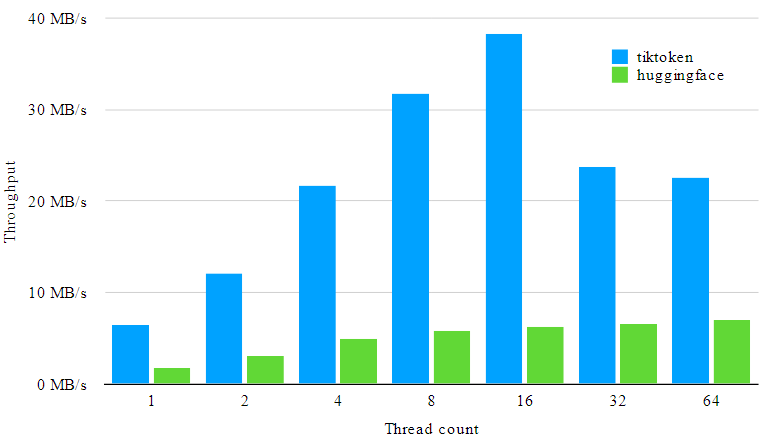 40 MB/s
tiktoken
huggingface
30 MB/s
Throughput
20 MB/s
10 MB/s
0 MB/s
1 2 4 8 16 32 64
Thread count